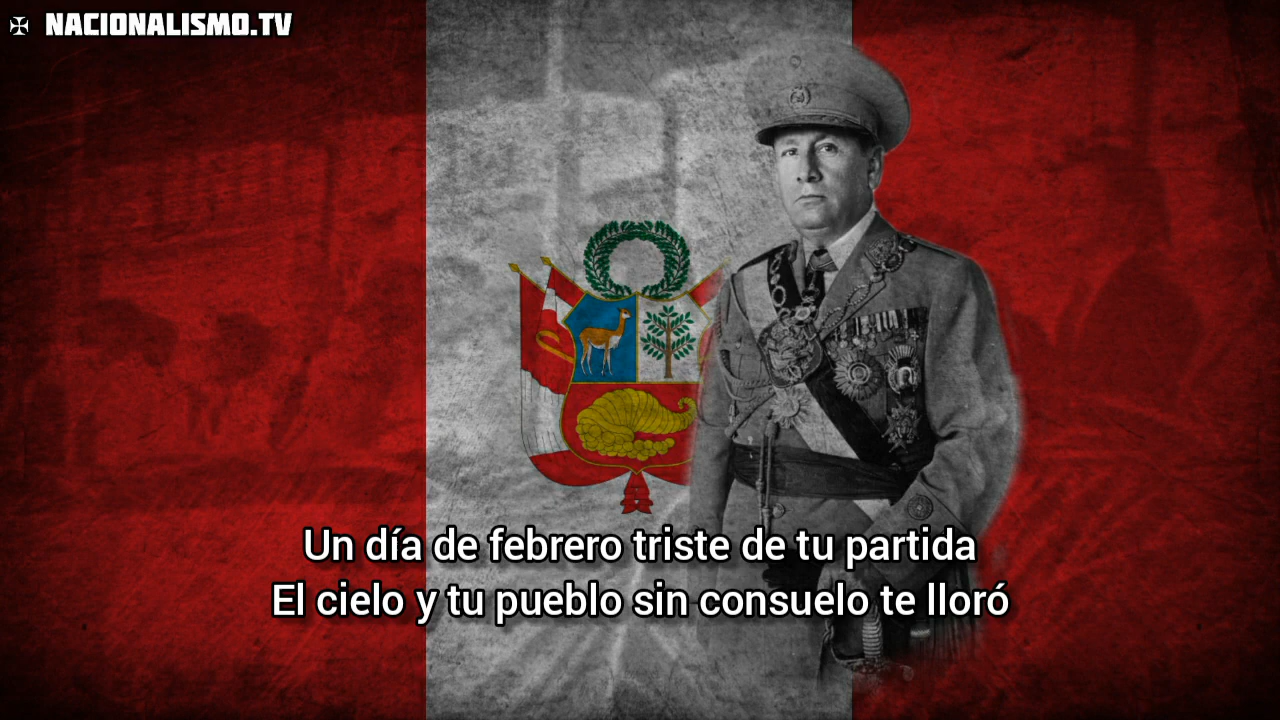 NACIONALISMO.TV
Un día de febrero triste de tu partida
El cielo y tu pueblo sin consuelo te lloró